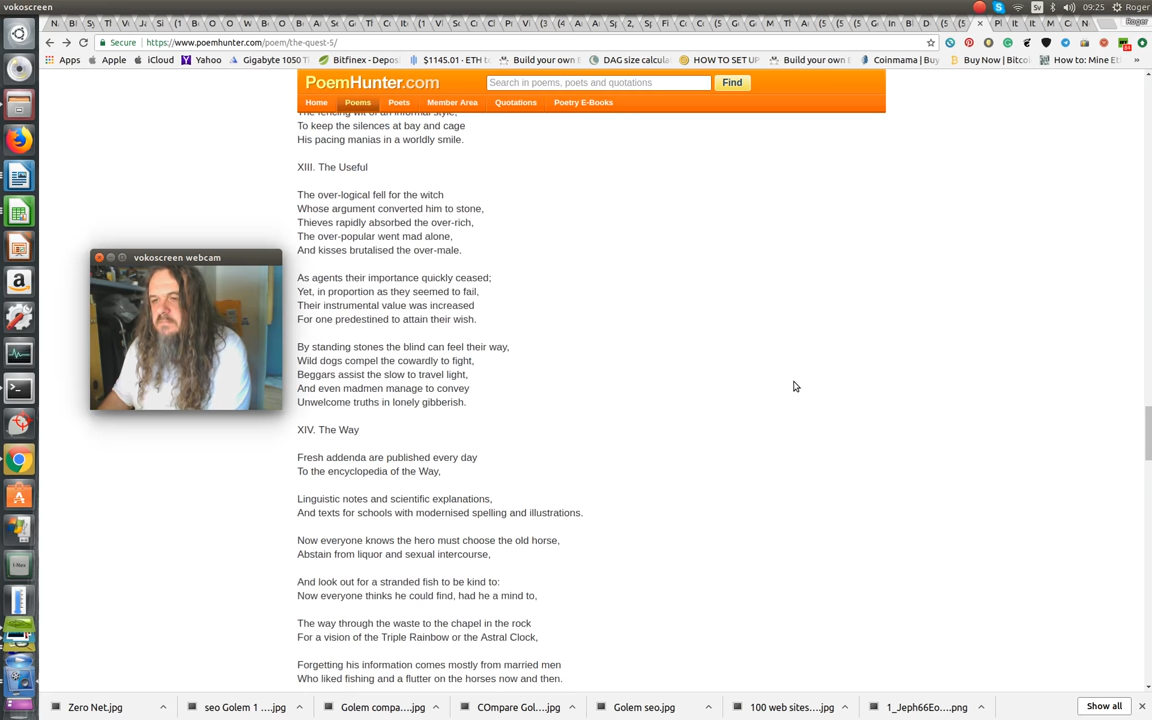 vokoscreen
Sv
09:25
Roger
Secure
https://www.poemhunter.com/poem/the-quest-5/
Apps
Apple
iCloud
Yahoo
Gigabyte 1050 TI
Bitfinex - Depos
$1145.01 - ETH to
Build your own E
DAG size calcula
HOW TO SET UP
Build your own E
Coinmama | Buy
Buy Now | Bitcoi
How to: Mine Et
PoemHunter.com
Search in poems, poets and quotations
Find
Home
Poems
Poets
Member Area
Quotations
Poetry E-Books
The fencing wit of an informal style,
To keep the silences at bay and cage
His pacing manias in a worldly smile.
XIII. The Useful
The over-logical fell for the witch
Whose argument converted him to stone,
Thieves rapidly absorbed the over-rich,
The over-popular went mad alone,
And kisses brutalised the over-male.
As agents their importance quickly ceased;
Yet, in proportion as they seemed to fail,
Their instrumental value was increased
For one predestined to attain their wish.
By standing stones the blind can feel their way,
Wild dogs compel the cowardly to fight,
Beggars assist the slow to travel light,
And even madmen manage to convey
Unwelcome truths in lonely gibberish.
XIV. The Way
Fresh addenda are published every day
To the encyclopedia of the Way,
Linguistic notes and scientific explanations,
And texts for schools with modernised spelling and illustrations.
Now everyone knows the hero must choose the old horse,
Abstain from liquor and sexual intercourse,
And look out for a stranded fish to be kind to:
Now everyone thinks he could find, had he a mind to,
The way through the waste to the chapel in the rock
For a vision of the Triple Rainbow or the Astral Clock,
Forgetting his information comes mostly from married men
Who liked fishing and a flutter on the horses now and then.
vokoscreen webcam
Zero Net.jpg
seo Golem 1 ....jpg
Golem compa....jpg
COmpare Gol....jpg
Golem seo.jpg
100 web sites....jpg
1_Jeph66Eo....png
Show all